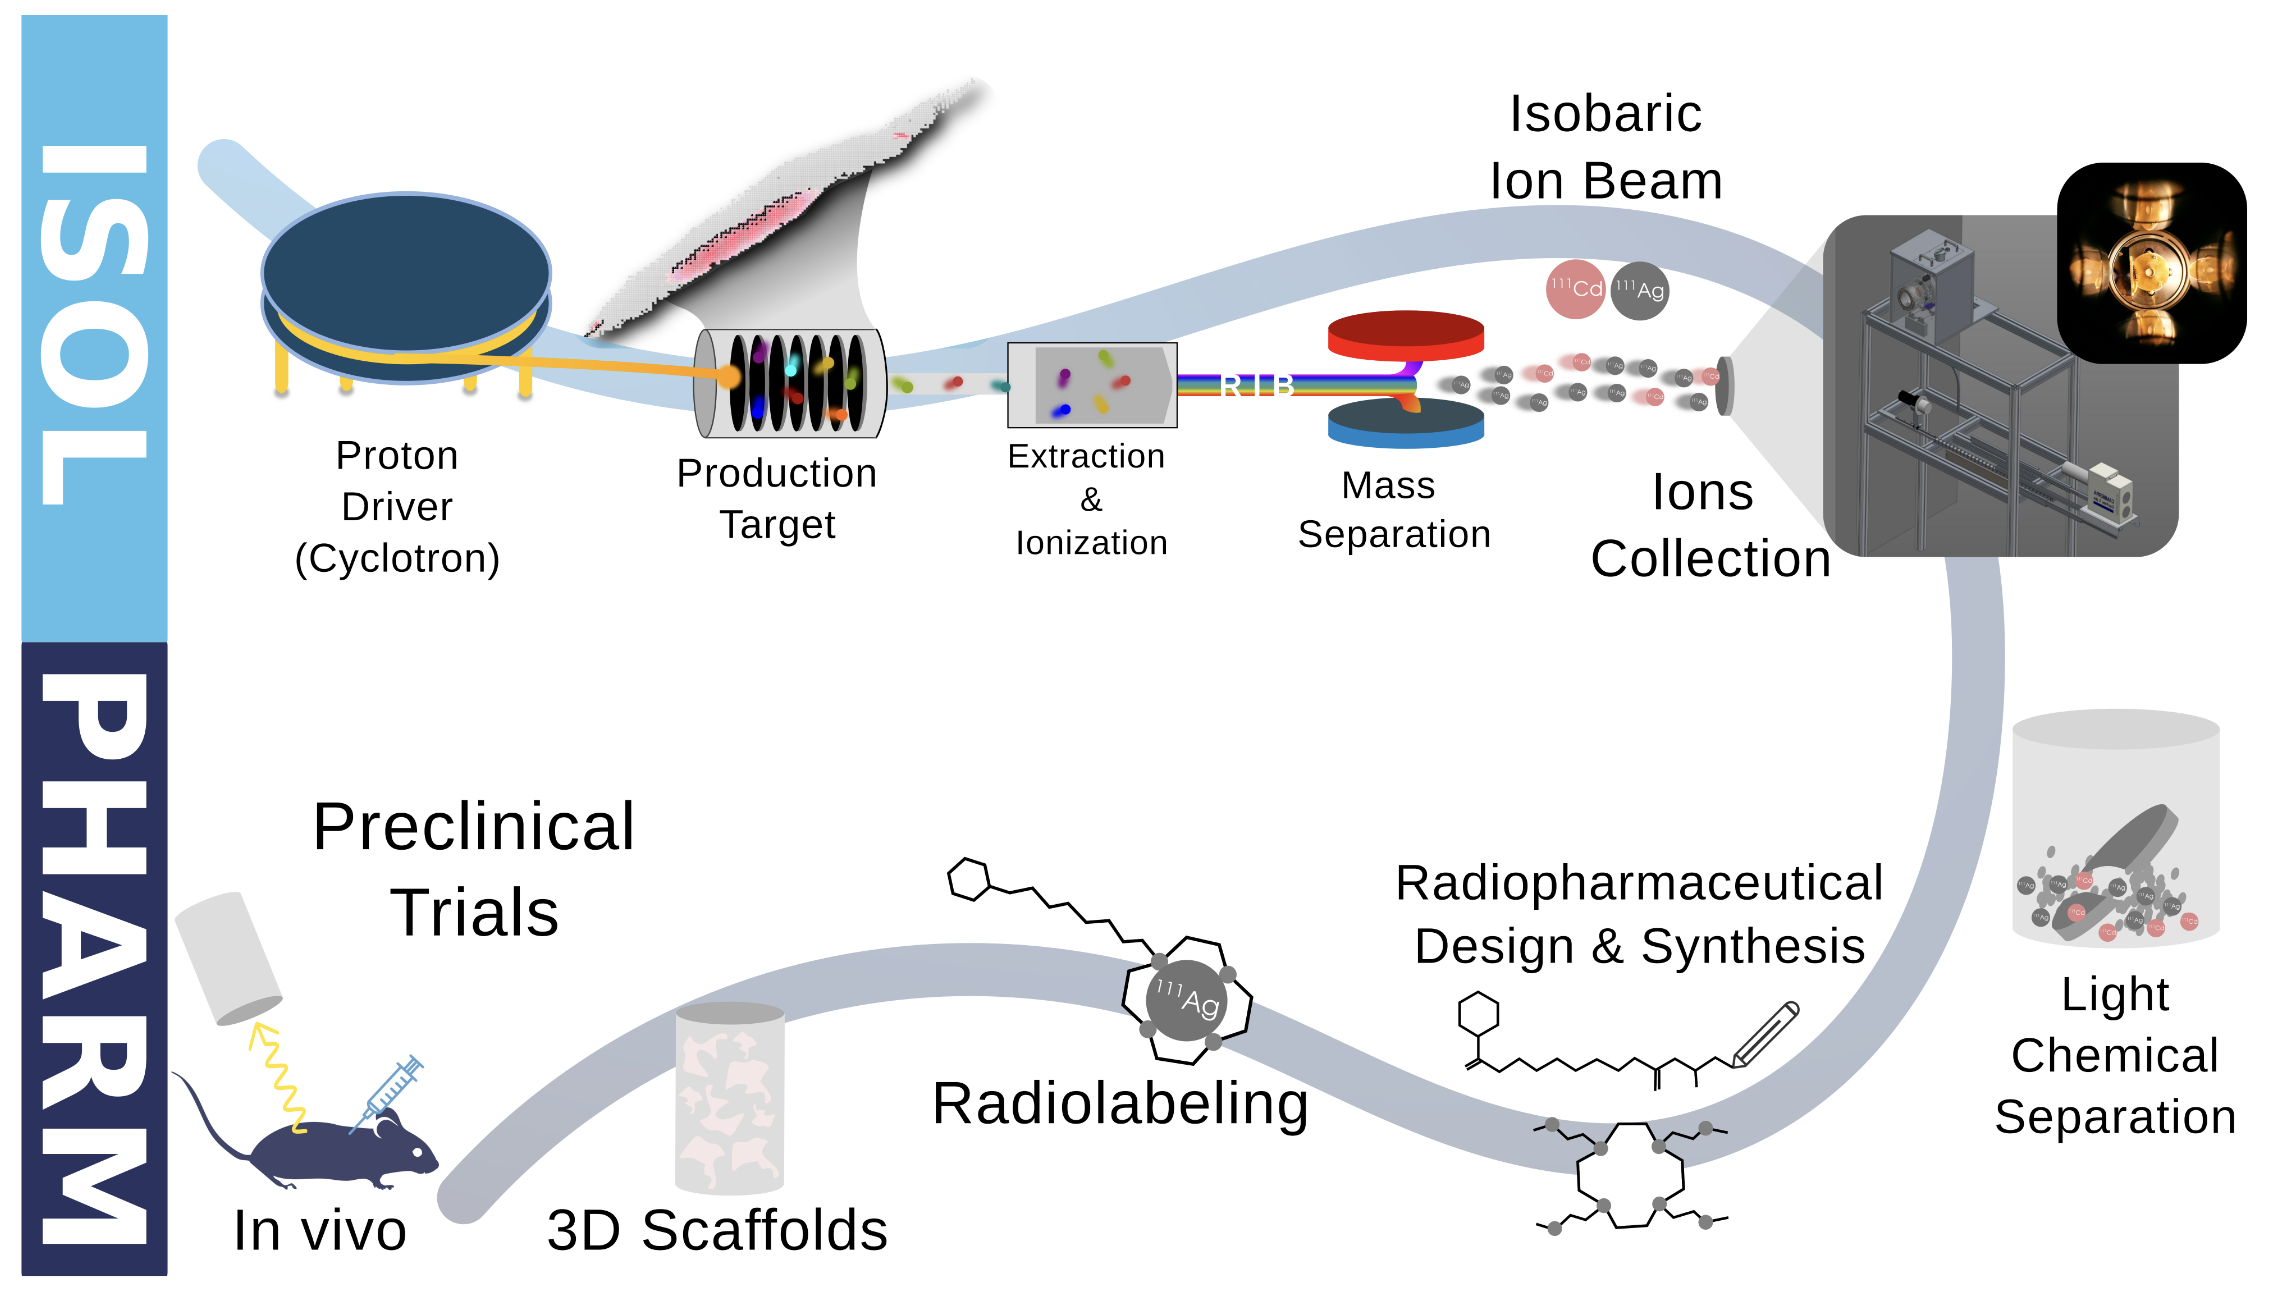 ISOL
PHARM
Proton
Driver
(Cyclotron)
Production
Target
Extraction
&
Ionization
RIB
Mass
Separation
Isobaric
Ion Beam
¹¹¹Cd ¹¹¹Ag
Ions
Collection
Light
Chemical
Separation
Radiopharmaceutical
Design & Synthesis
¹¹¹Ag
Radiolabeling
3D Scaffolds
Preclinical
Trials
In vivo